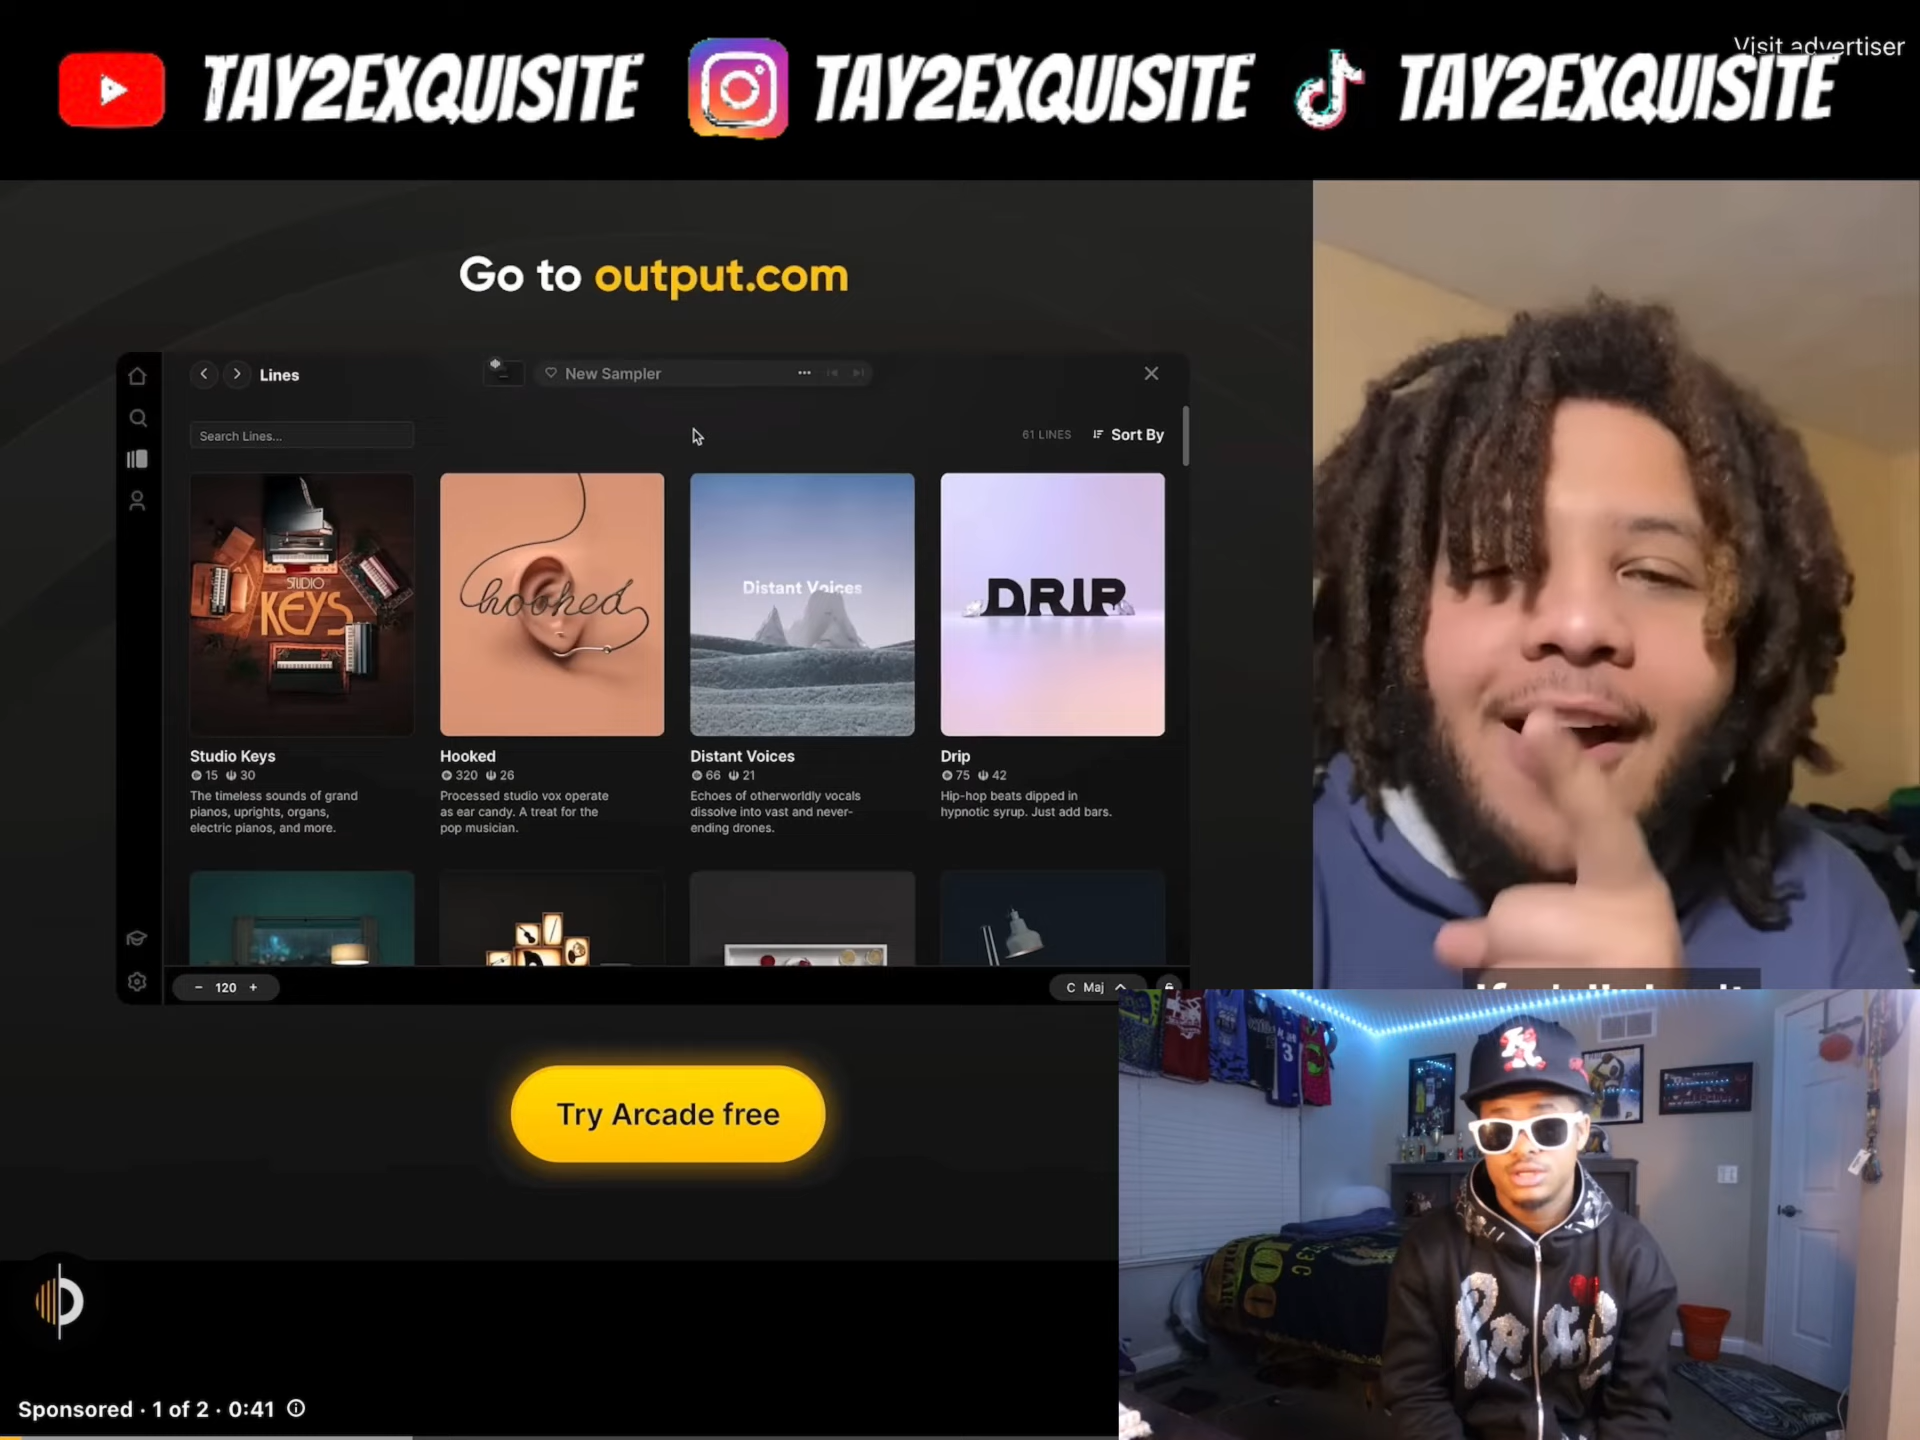 Visit advertiser
TAY2EXQUISITE TAY2EXQUISITE TAY2EXQUISITE
Go to output.com
Lines
New Sampler
Search Lines...
61 LINES Sort By
STUDIO
KEYS
hooked
Distant Voices
DRIP
Studio Keys
15 30
The timeless sounds of grand
pianos, uprights, organs,
electric pianos, and more.
Hooked
320 26
Processed studio vox operate
as ear candy. A treat for the
pop musician.
Distant Voices
66 21
Echoes of otherworldly vocals
dissolve into vast and never-
ending drones.
Drip
75 42
Hip-hop beats dipped in
hypnotic syrup. Just add bars.
- 120 +
C Maj
3
Try Arcade free
Sponsored · 1 of 2 · 0:41